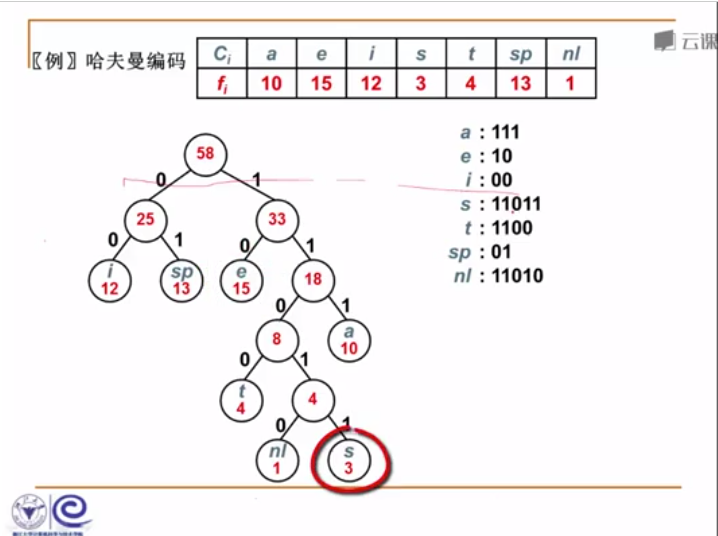 云课
〖例〗哈夫曼编码
Ci a e i s t sp nl
fi 10 15 12 3 4 13 1
58
0 1
25 33
0 1 0 1
i 12 sp 13 e 15 18
0 1
8 a 10
0 1
t 4 4
0 1
nl 1 s 3
a : 111
e : 10
i : 00
s : 11011
t : 1100
sp : 01
nl : 11010